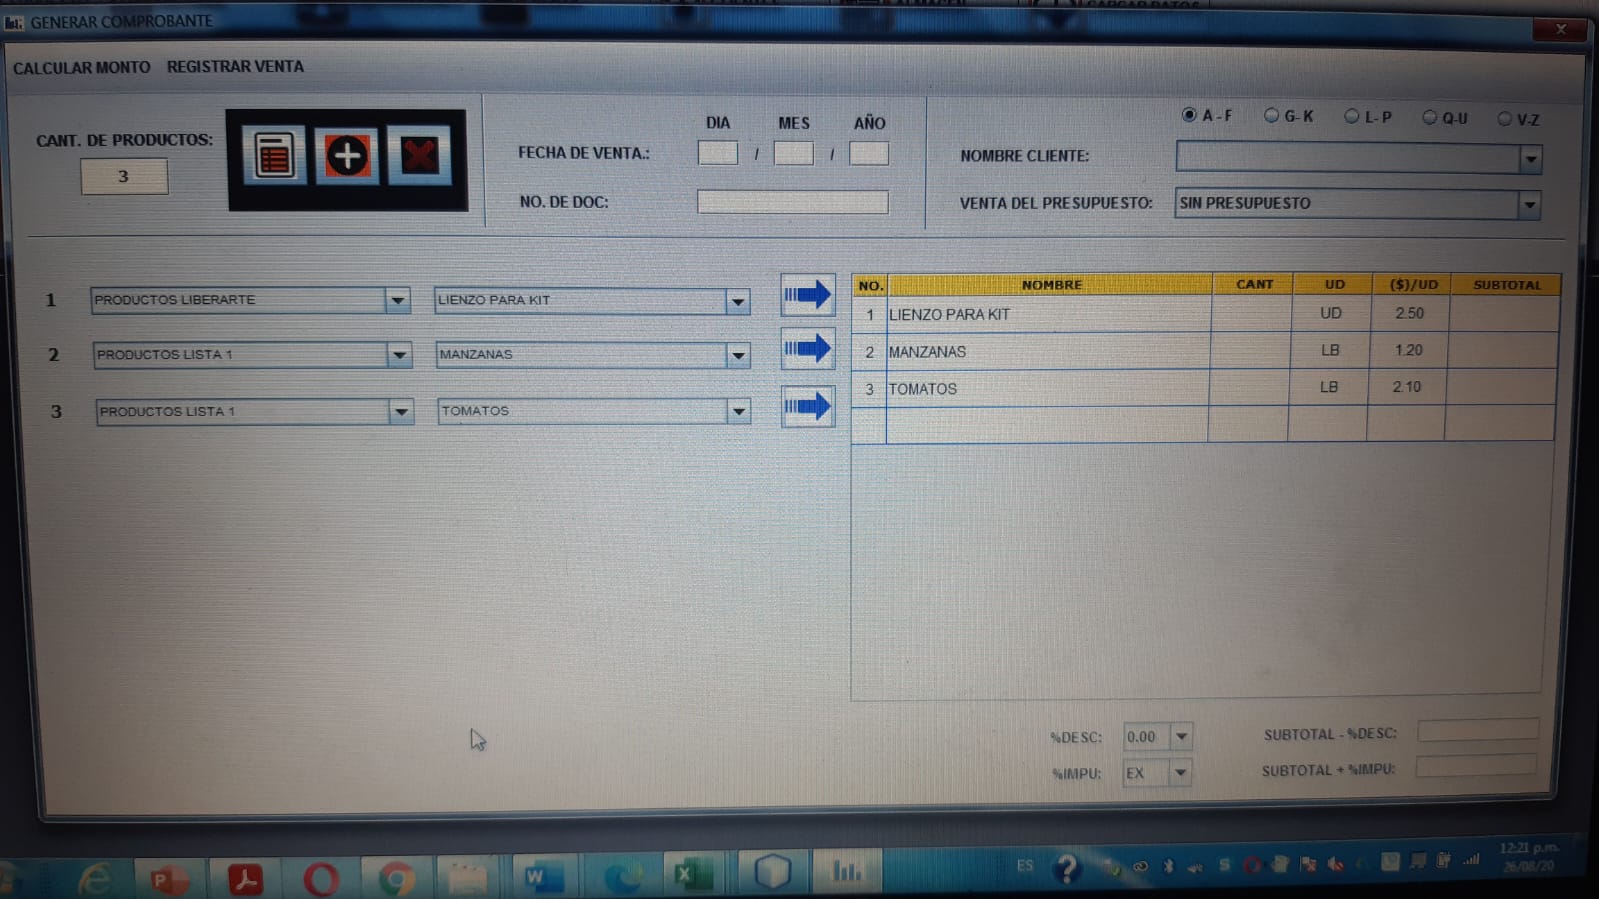 GENERAR COMPROBANTE
X
CALCULAR MONTO REGISTRAR VENTA
CANT. DE PRODUCTOS:
3
DIA MES AÑO
FECHA DE VENTA.: / /
NO. DE DOC:
A - F G- K L- P Q-U V-Z
NOMBRE CLIENTE:
VENTA DEL PRESUPUESTO: SIN PRESUPUESTO
1 PRODUCTOS LIBERARTE LIENZO PARA KIT
2 PRODUCTOS LISTA 1 MANZANAS
3 PRODUCTOS LISTA 1 TOMATOS
NO. NOMBRE CANT UD ($)/UD SUBTOTAL
1 LIENZO PARA KIT UD 2.50
2 MANZANAS LB 1.20
3 TOMATOS LB 2.10
%DESC: 0.00 SUBTOTAL - %DESC:
%IMPU: EX SUBTOTAL + %IMPU:
ES
12:21 p.m.
26/08/20